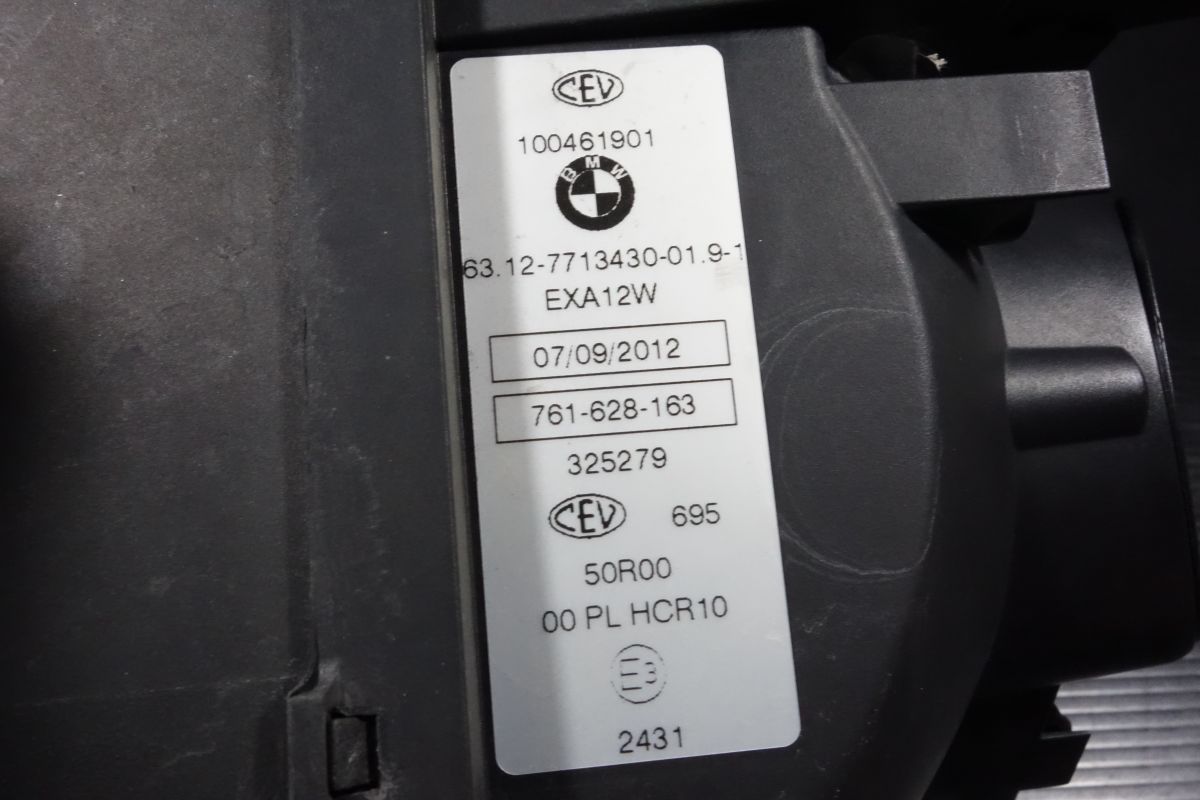 CEV
100461901
BMW
63.12-7713430-01.9-1
EXA12W
07/09/2012
761-628-163
325279
CEV 695
50R00
00 PL HCR10
E3
2431